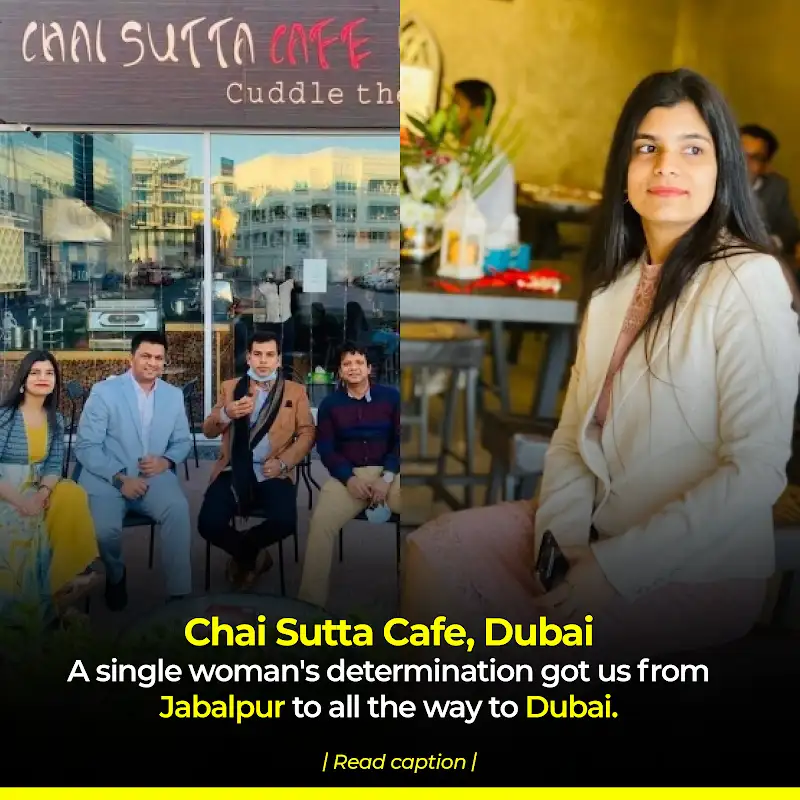 CHAI SUTTA CAFE
Cuddle the
Chai Sutta Cafe, Dubai
A single woman's determination got us from
Jabalpur to all the way to Dubai.
| Read caption |